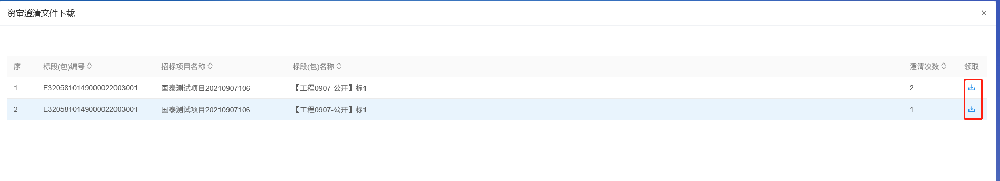 资审澄清文件下载 ×
序... 标段(包)编号 招标项目名称 标段(包)名称 澄清次数 领取
1 E3205810149000022003001 国泰测试项目20210907106 【工程0907-公开】标1 2
2 E3205810149000022003001 国泰测试项目20210907106 【工程0907-公开】标1 1